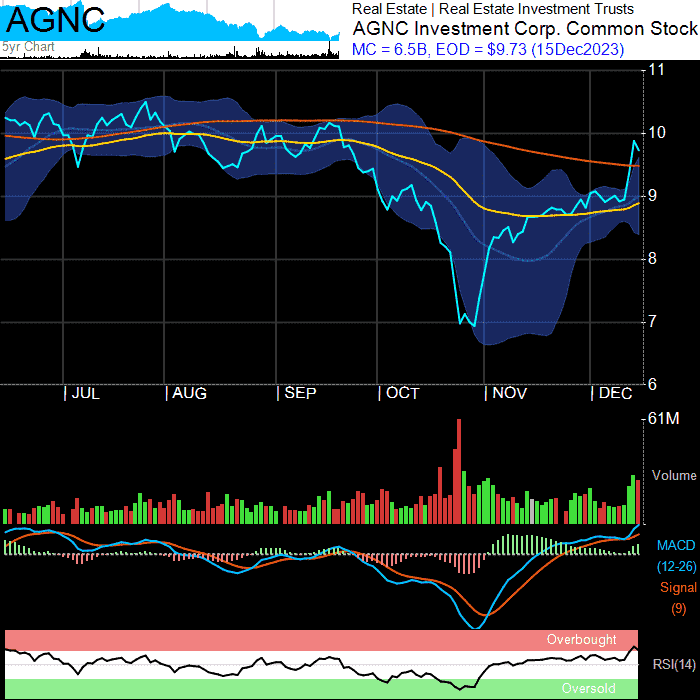 AGNC
5yr Chart
Real Estate | Real Estate Investment Trusts
AGNC Investment Corp. Common Stock
MC = 6.5B, EOD = $9.73 (15Dec2023)
11
10
9
8
7
6
| JUL | AUG | SEP | OCT | NOV | DEC
61M
Volume
MACD
(12-26)
Signal
(9)
Overbought
RSI(14)
Oversold